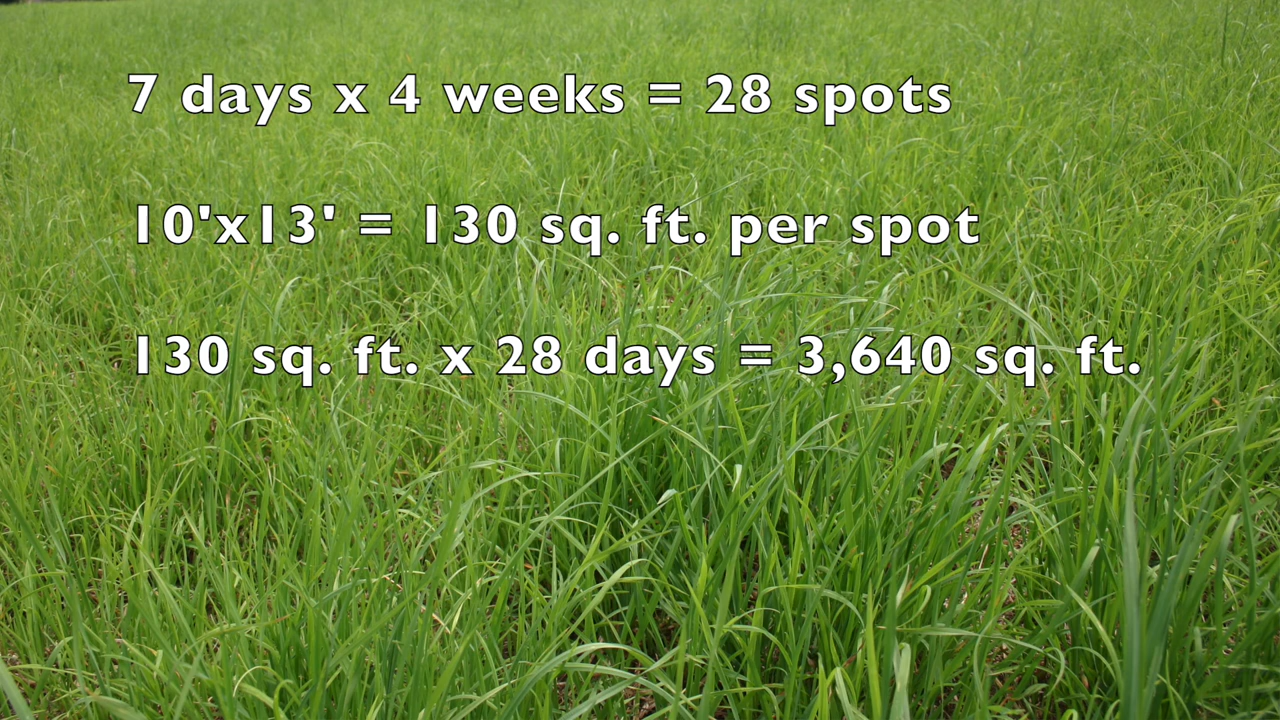 7 days x 4 weeks = 28 spots
10'x13' = 130 sq. ft. per spot
130 sq. ft. x 28 days = 3,640 sq. ft.